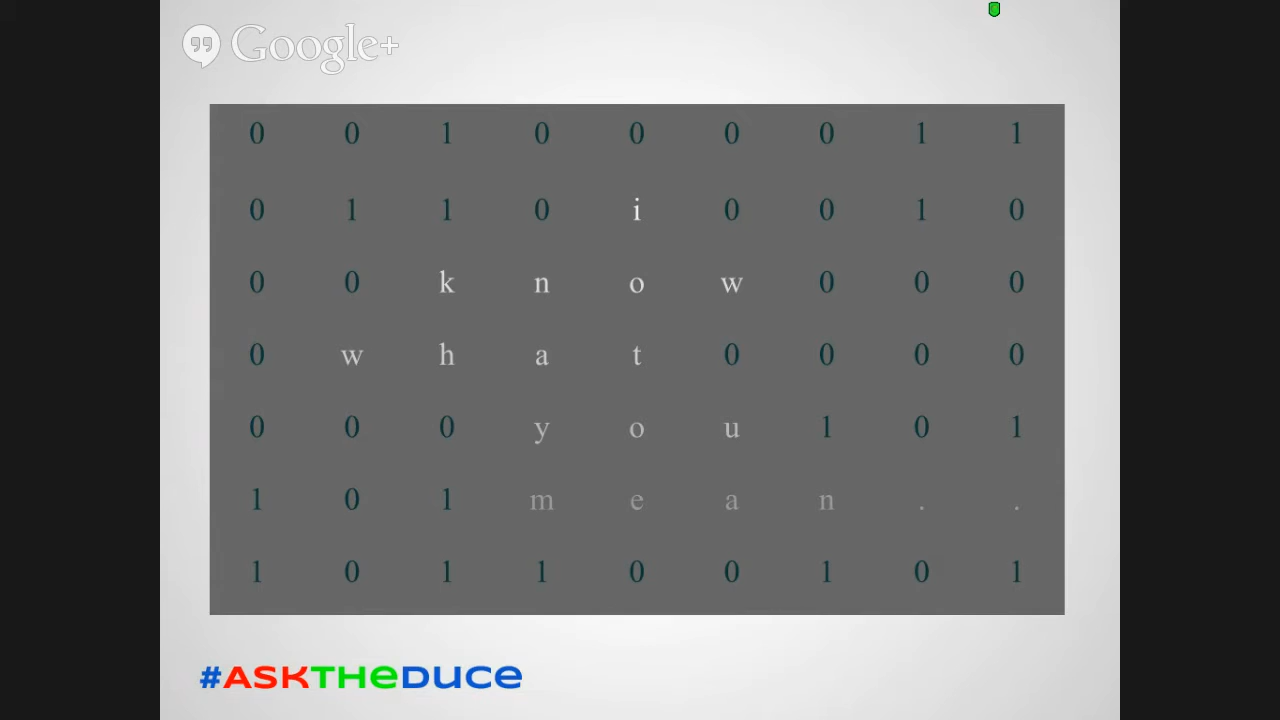 Google+
0 0 1 0 0 0 0 1 1
0 1 1 0 i 0 0 1 0
0 0 k n o w 0 0 0
0 w h a t 0 0 0 0
0 0 0 y o u 1 0 1
1 0 1 m e a n . .
1 0 1 1 0 0 1 0 1
#ASKTHeDUCe